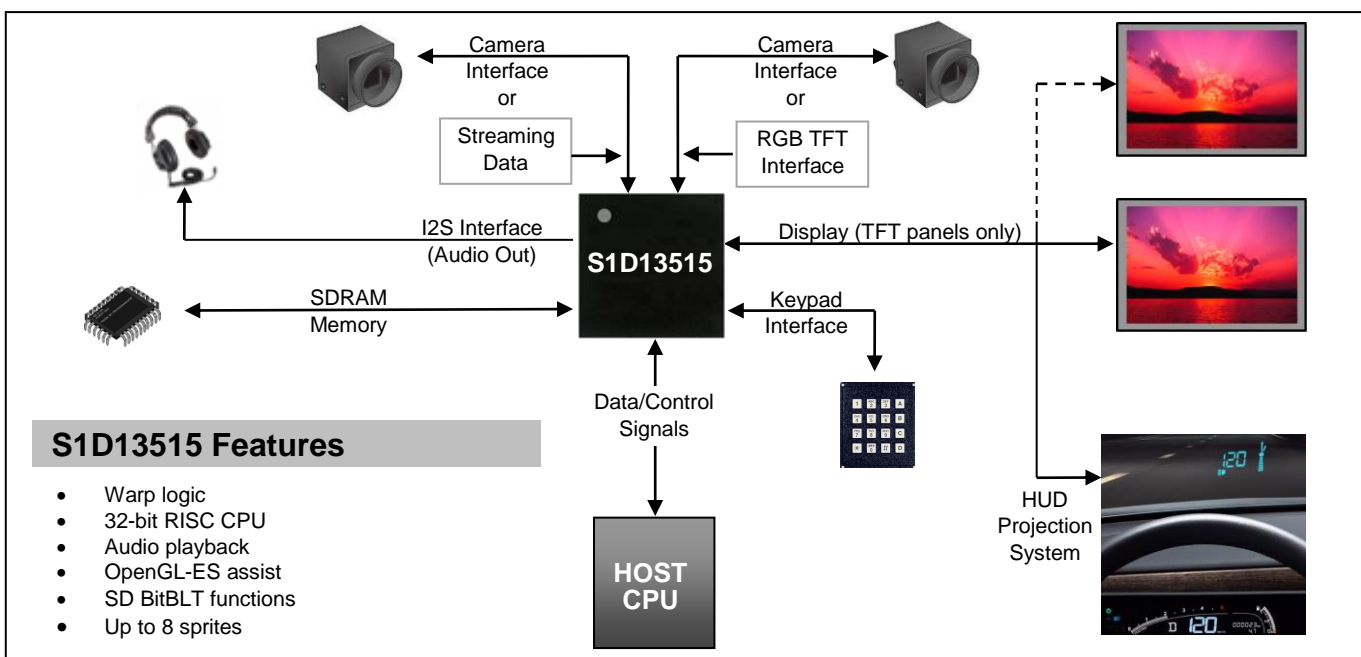 Camera
Interface
or
Streaming
Data
Camera
Interface
or
RGB TFT
Interface
I2S Interface
(Audio Out)
S1D13515
Display (TFT panels only)
SDRAM
Memory
Keypad
Interface
Data/Control
Signals
HOST
CPU
HUD
Projection
System
120
D 120
S1D13515 Features
• Warp logic
• 32-bit RISC CPU
• Audio playback
• OpenGL-ES assist
• SD BitBLT functions
• Up to 8 sprites